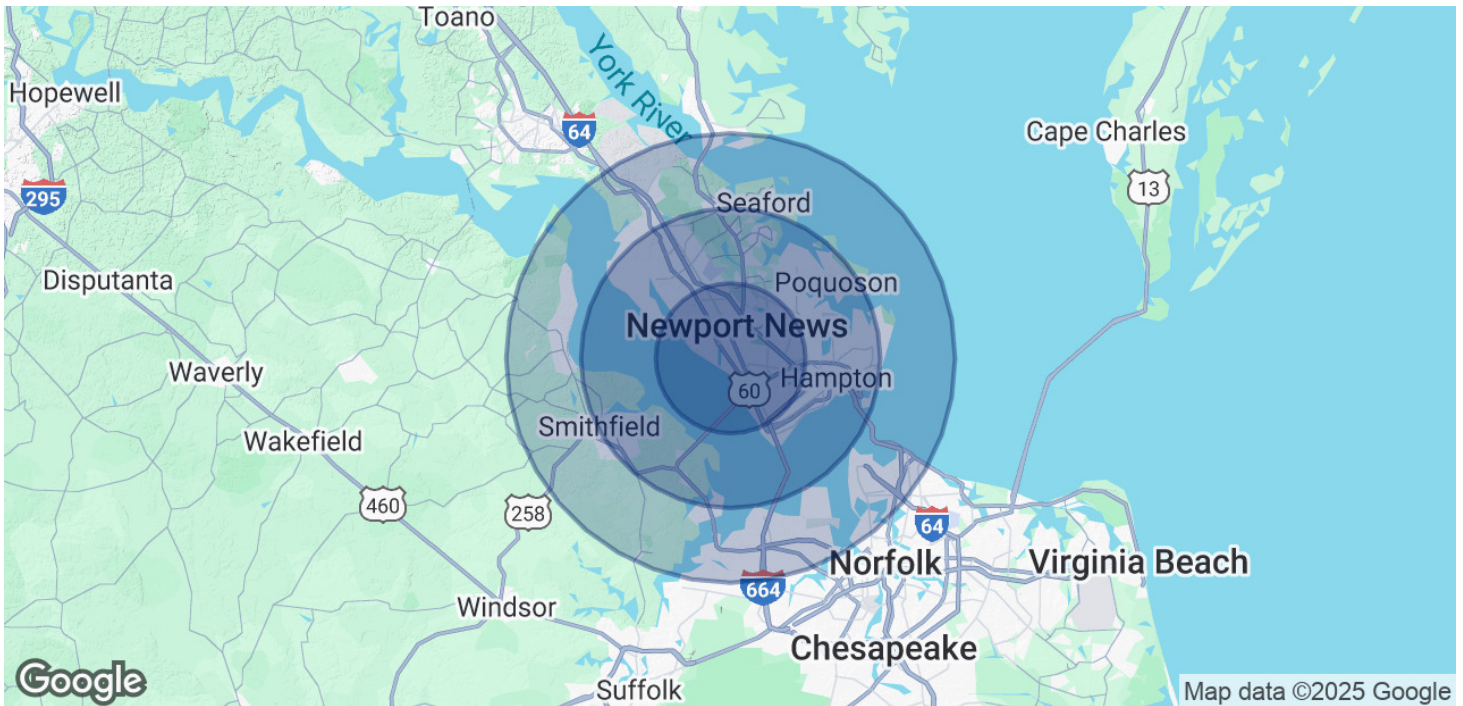 Toano
York River
Hopewell
64
Cape Charles
295
13
Seaford
Disputanta
Poquoson
Newport News
Waverly
Hampton
60
Smithfield
Wakefield
460
258
64
Norfolk
Virginia Beach
664
Windsor
Chesapeake
Suffolk
Google
Map data ©2025 Google